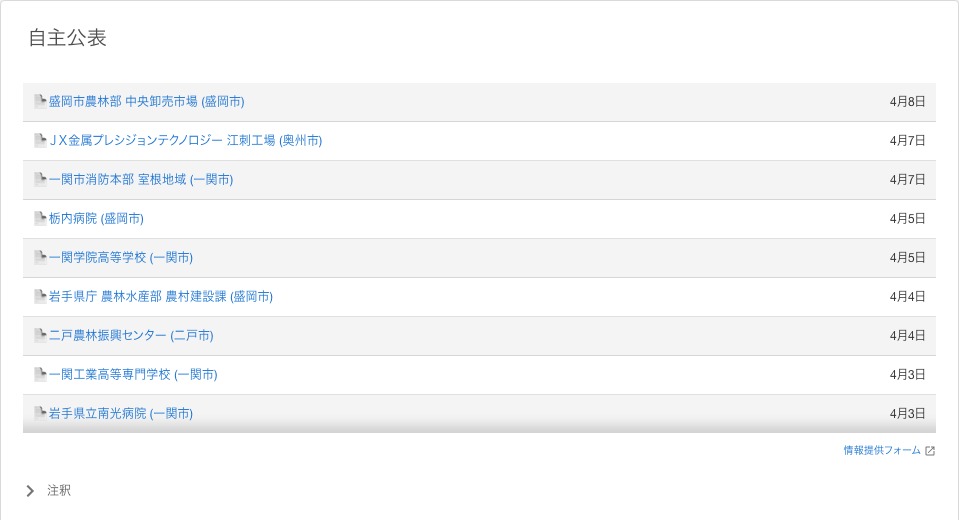 自主公表
盛岡市農林部 中央卸売市場 (盛岡市) 4月8日
ＪＸ金属プレシジョンテクノロジー 江刺工場 (奥州市) 4月7日
一関市消防本部 室根地域 (一関市) 4月7日
栃内病院 (盛岡市) 4月5日
一関学院高等学校 (一関市) 4月5日
岩手県庁 農林水産部 農村建設課 (盛岡市) 4月4日
二戸農林振興センター (二戸市) 4月4日
一関工業高等専門学校 (一関市) 4月3日
岩手県立南光病院 (一関市) 4月3日
情報提供フォーム
注釈